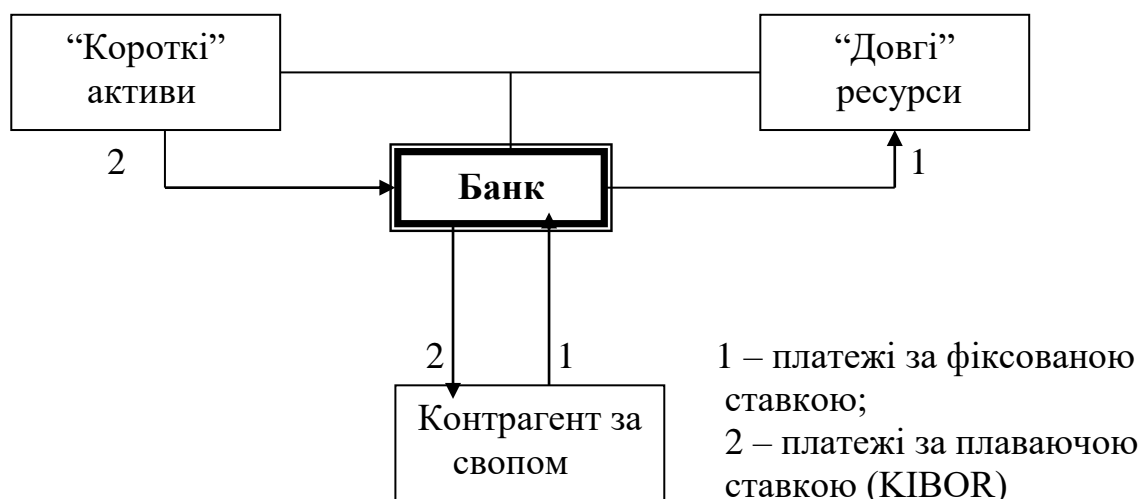 “Короткі”
активи
“Довгі”
ресурси
2
1
Банк
2
1
Контрагент за
свопом
1 – платежі за фіксованою
ставкою;
2 – платежі за плаваючою
ставкою (KIBOR)